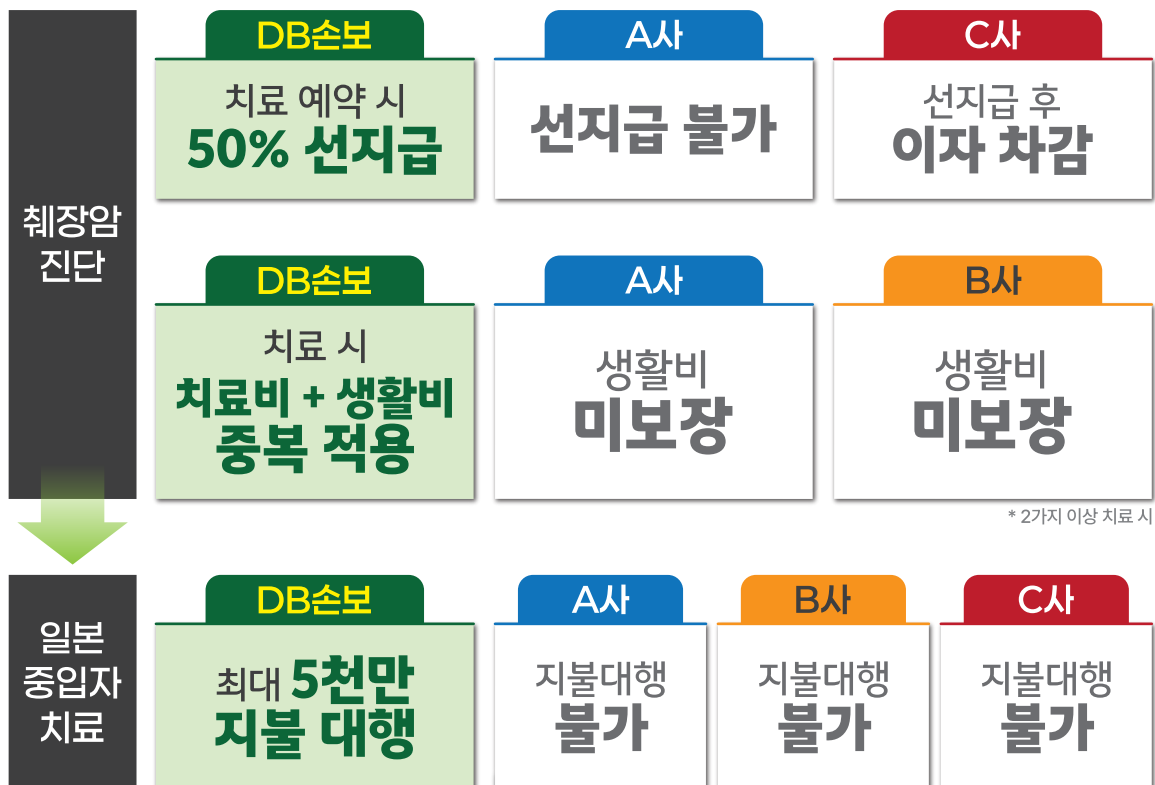 췌장암
진단
DB손보
치료 예약 시
50% 선지급
A사
선지급 불가
C사
선지급 후
이자 차감
DB손보
치료 시
치료비 + 생활비
중복 적용
A사
생활비
미보장
B사
생활비
미보장
* 2가지 이상 치료 시
일본
중입자
치료
DB손보
최대 5천만
지불 대행
A사
지불대행
불가
B사
지불대행
불가
C사
지불대행
불가